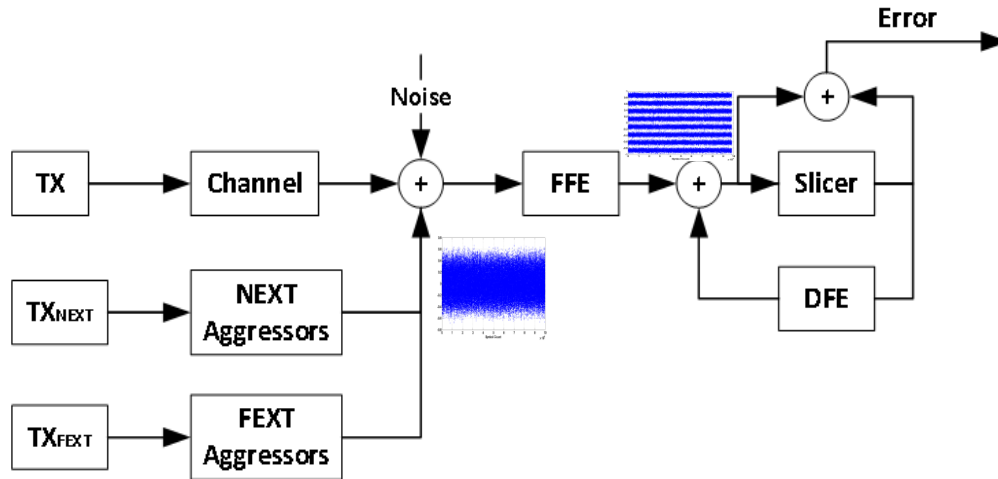 Error
Noise
+
TX
Channel
+
FFE
+
Slicer
TXNEXT
NEXT
Aggressors
DFE
TXFEXT
FEXT
Aggressors